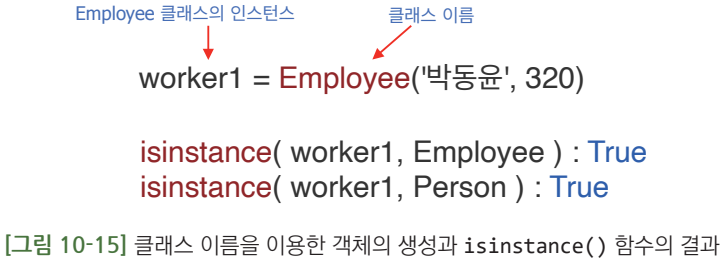 Employee 클래스의 인스턴스 클래스 이름
worker1 = Employee('박동윤', 320)
isinstance( worker1, Employee ) : True
isinstance( worker1, Person ) : True
[그림 10-15] 클래스 이름을 이용한 객체의 생성과 isinstance() 함수의 결과